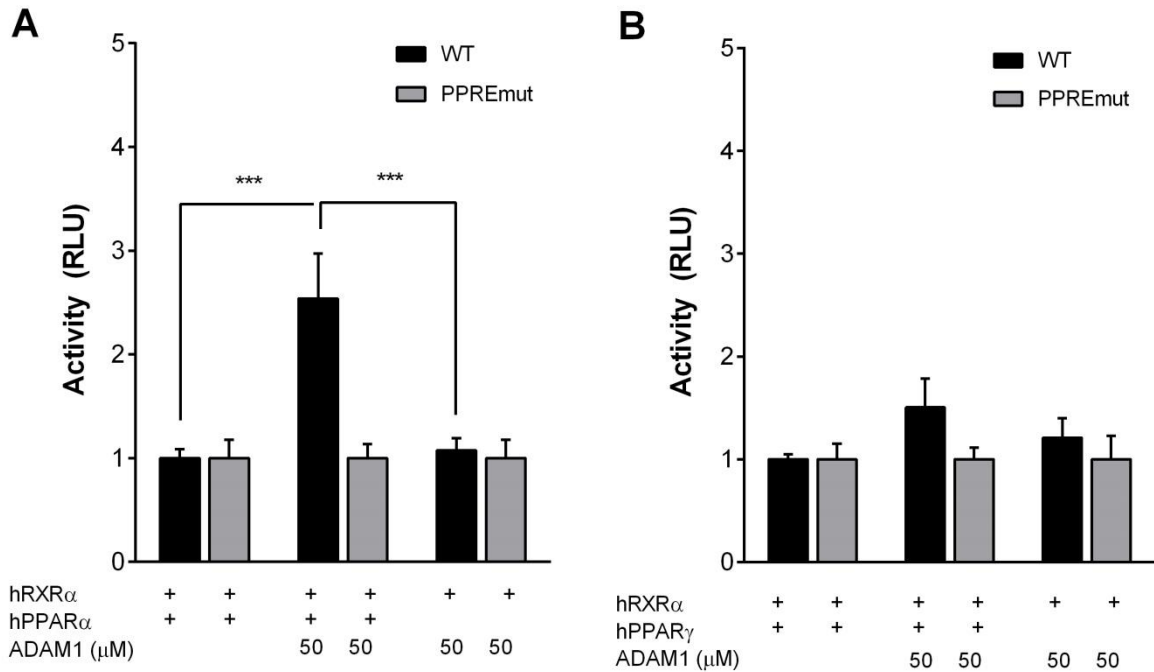 A
5
4
3
2
1
0
Activity (RLU)
WT
PPREmut
*** ***
hRXRα + + + + + +
hPPARα + + + +
ADAM1 (μM) 50 50 50 50
B
5
4
3
2
1
0
Activity (RLU)
WT
PPREmut
hRXRα + + + + + +
hPPARγ + + + +
ADAM1 (μM) 50 50 50 50